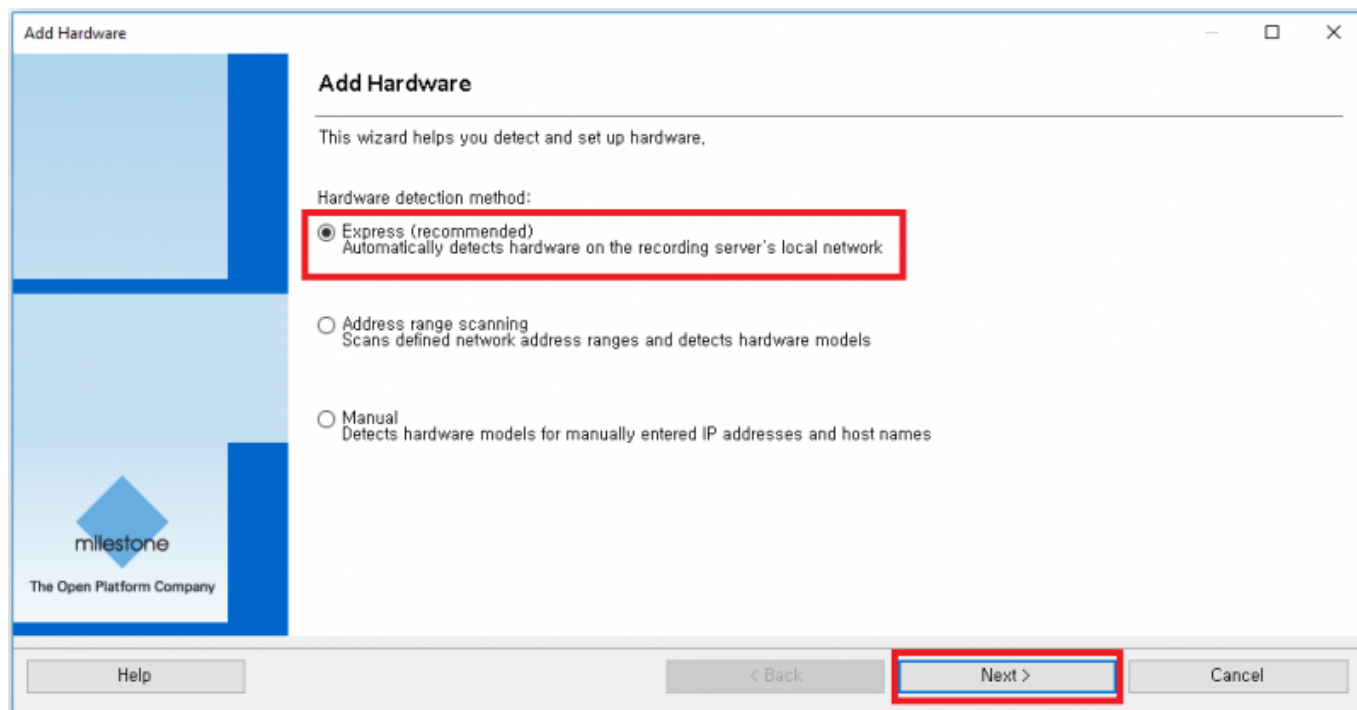 Add Hardware
Add Hardware
This wizard helps you detect and set up hardware,
Hardware detection method:
Express (recommended)
Automatically detects hardware on the recording server's local network
Address range scanning
Scans defined network address ranges and detects hardware models
Manual
Detects hardware models for manually entered IP addresses and host names
milestone
The Open Platform Company
Help
< Back
Next >
Cancel